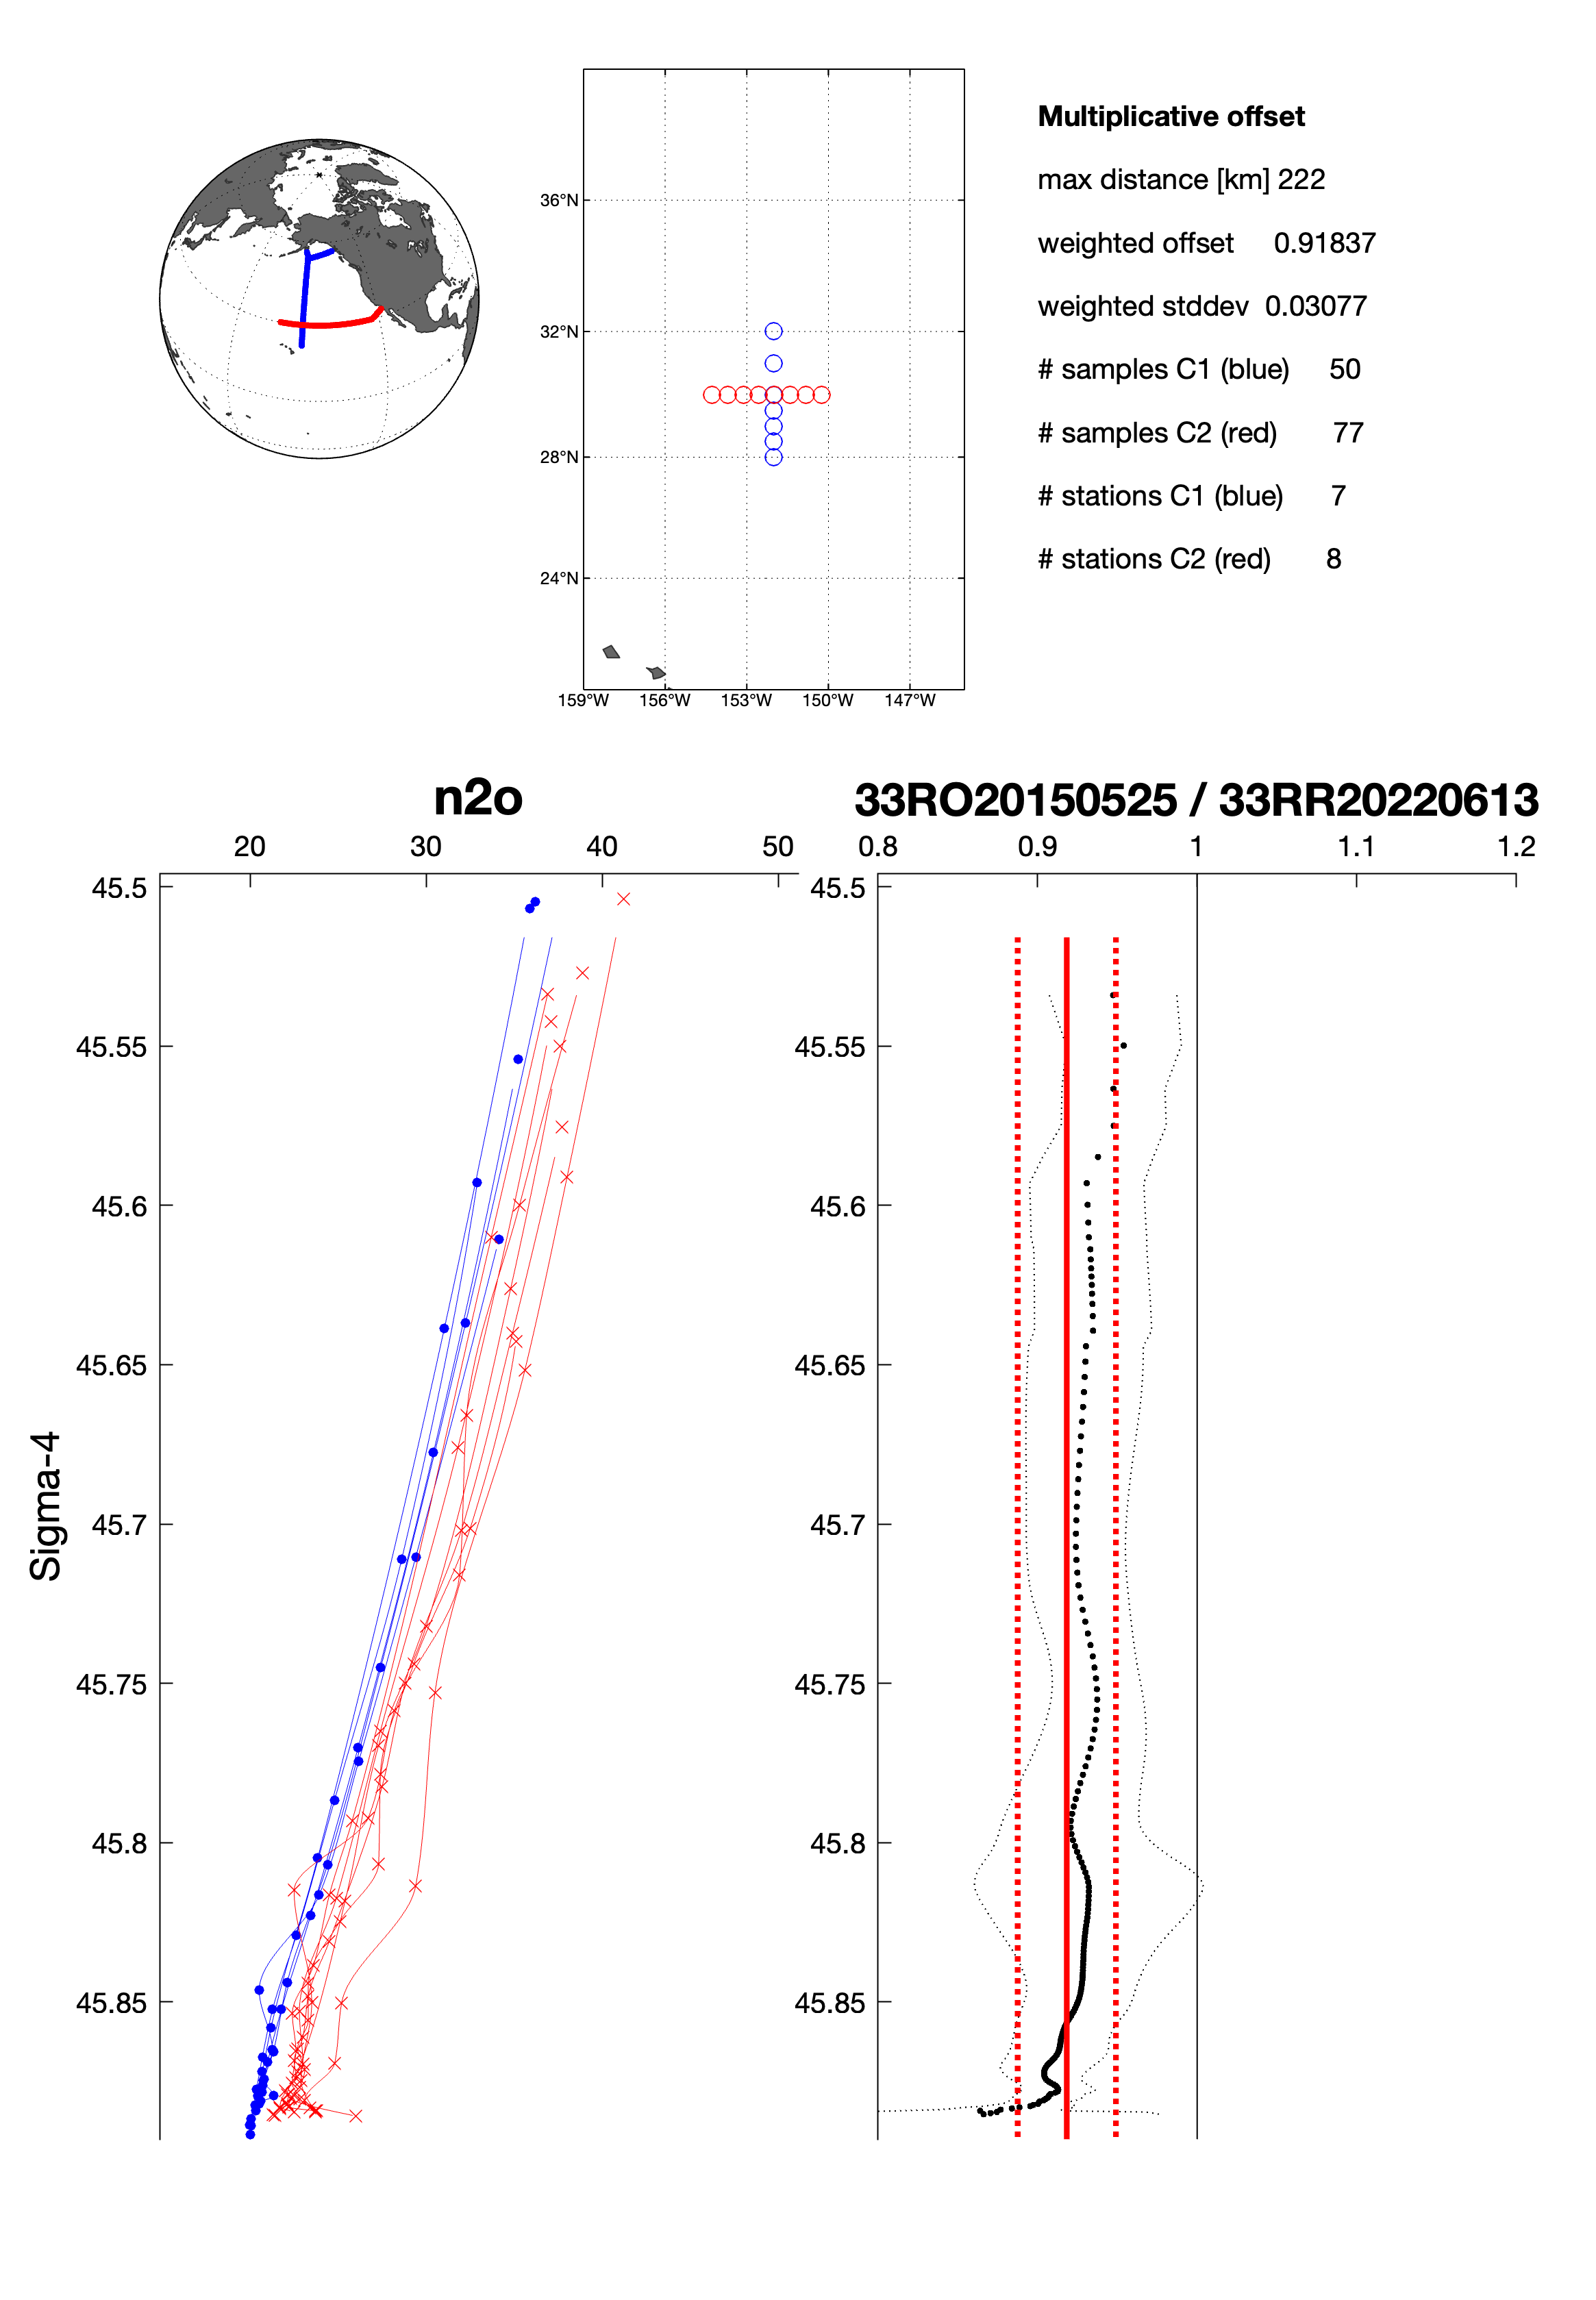 Multiplicative offset
max distance [km] 222
weighted offset 0.91837
weighted stddev 0.03077
# samples C1 (blue) 50
# samples C2 (red) 77
# stations C1 (blue) 7
# stations C2 (red) 8
36°N
32°N
28°N
24°N
159°W 156°W 153°W 150°W 147°W
n2o
20 30 40 50
45.5
45.55
45.6
45.65
45.7
45.75
45.8
45.85
Sigma-4
33RO20150525 / 33RR20220613
0.8 0.9 1 1.1 1.2
45.5
45.55
45.6
45.65
45.7
45.75
45.8
45.85